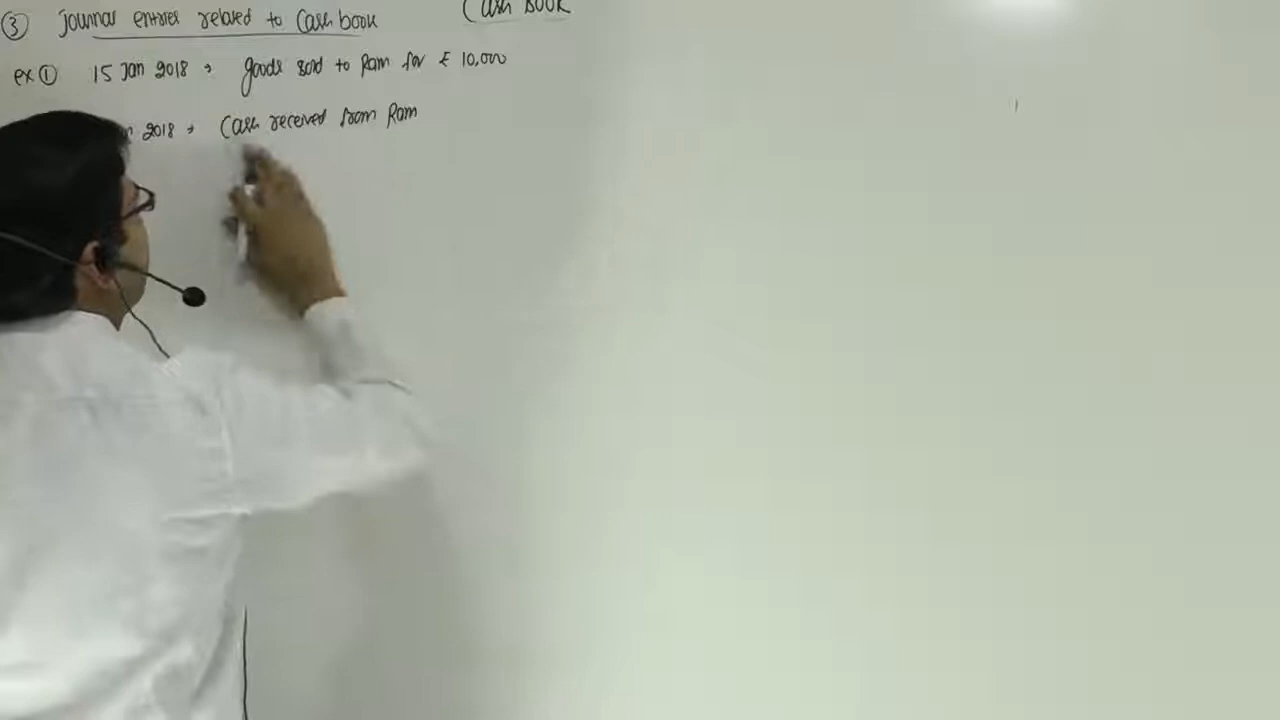 ③ Journal entries related to Cash book
Cash BOOK
ex ① 15 Jan 2018 → goods sold to Ram for ₹ 10,000
2018 → Cash received from Ram